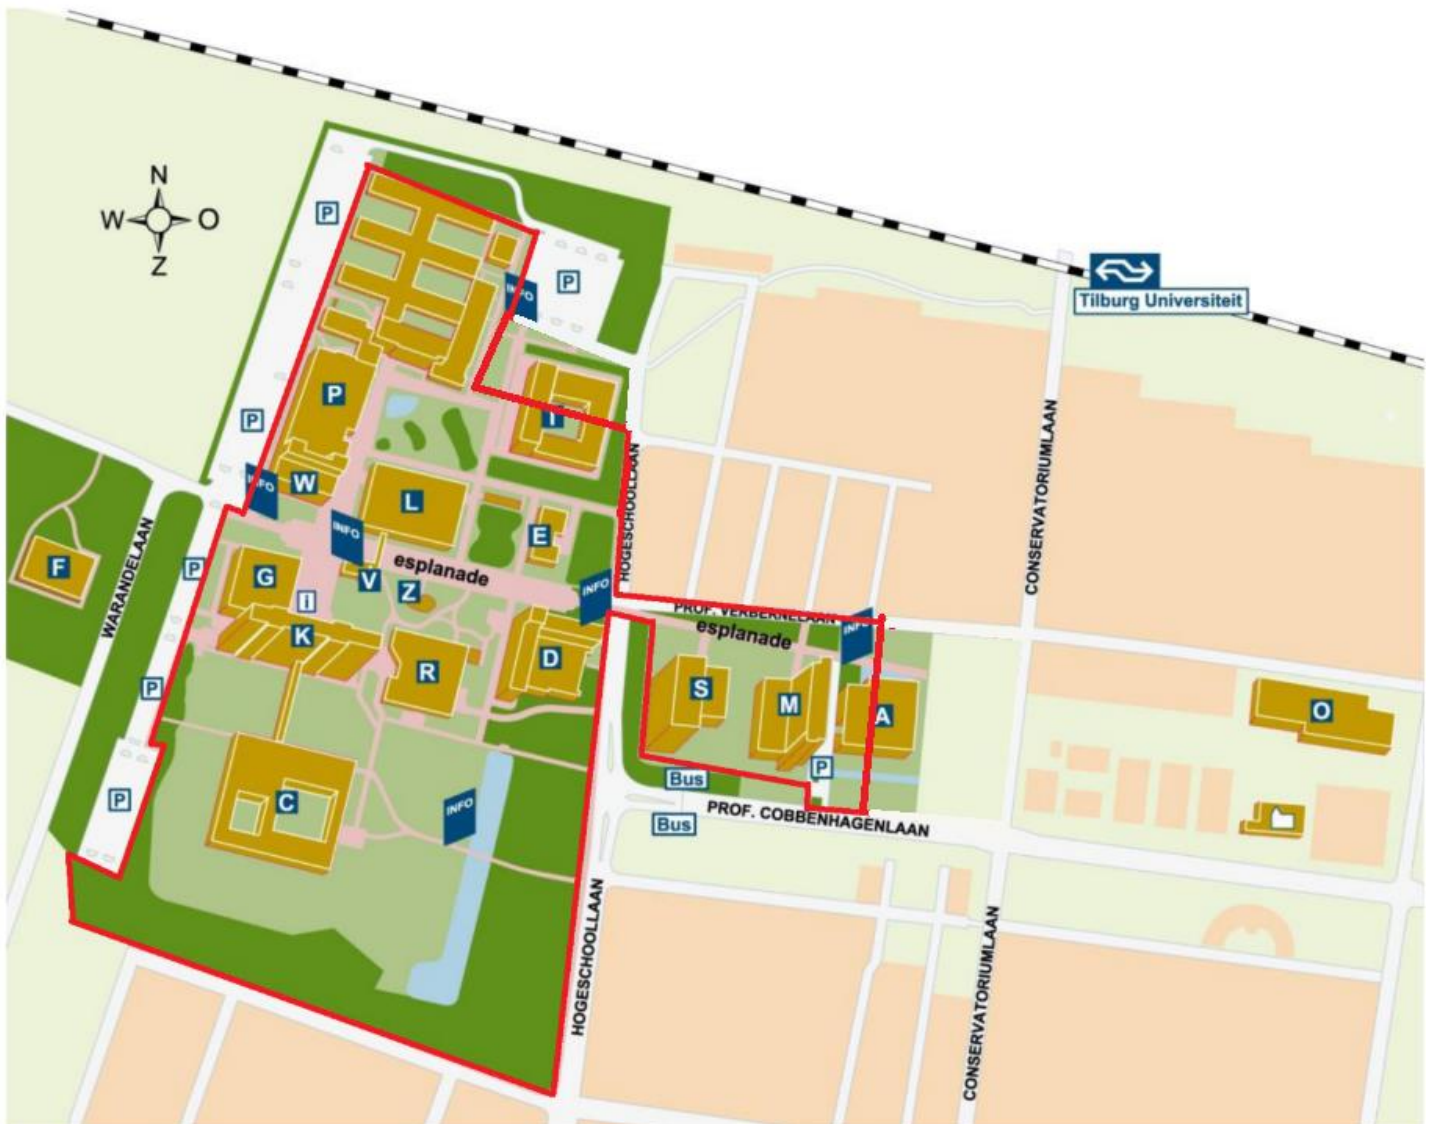 N
W O
Z
P
P
INFO
Tilburg Universiteit
P
P
I
INFO
W
L
INFO
E
HOGESCHOOLLAAN
CONSERVATORIUMLAAN
WARANDELAAN
F
P
G
V
esplanade
Z
INFO
i
K
PROF. VERBERNELAAN
esplanade
INFO
R
D
S
M
A
O
P
P
Bus
P
C
INFO
Bus
PROF. COBBENHAGENLAAN
HOGESCHOOLLAAN
CONSERVATORIUMLAAN